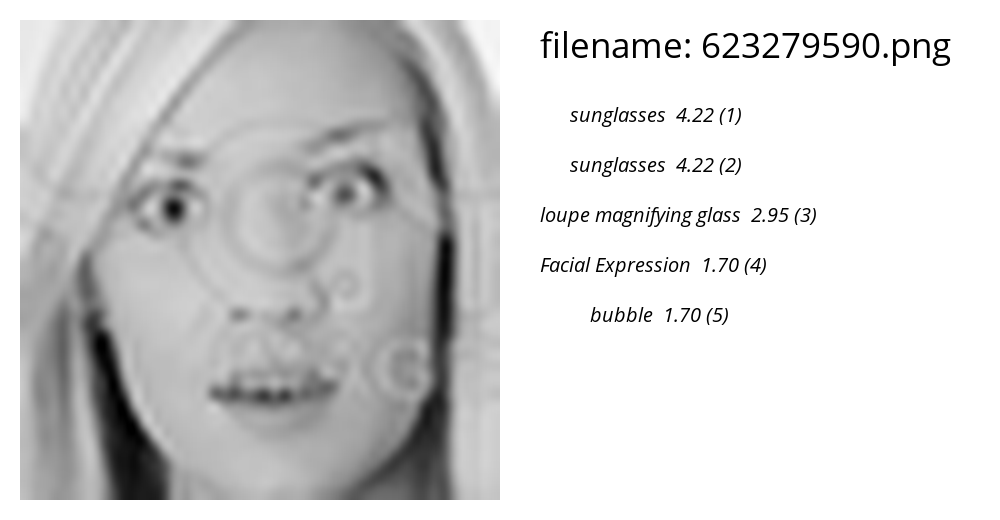 filename: 623279590.png
sunglasses 4.22 (1)
sunglasses 4.22 (2)
loupe magnifying glass 2.95 (3)
Facial Expression 1.70 (4)
bubble 1.70 (5)